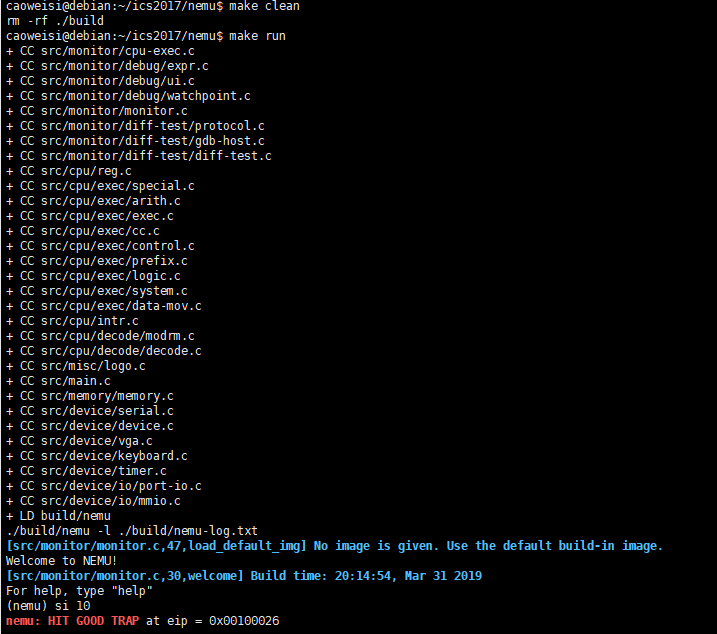 caoweisi@debian:~/ics2017/nemu$ make clean
rm -rf ./build
caoweisi@debian:~/ics2017/nemu$ make run
+ CC src/monitor/cpu-exec.c
+ CC src/monitor/debug/expr.c
+ CC src/monitor/debug/ui.c
+ CC src/monitor/debug/watchpoint.c
+ CC src/monitor/monitor.c
+ CC src/monitor/diff-test/protocol.c
+ CC src/monitor/diff-test/gdb-host.c
+ CC src/monitor/diff-test/diff-test.c
+ CC src/cpu/reg.c
+ CC src/cpu/exec/special.c
+ CC src/cpu/exec/arith.c
+ CC src/cpu/exec/exec.c
+ CC src/cpu/exec/cc.c
+ CC src/cpu/exec/control.c
+ CC src/cpu/exec/prefix.c
+ CC src/cpu/exec/logic.c
+ CC src/cpu/exec/system.c
+ CC src/cpu/exec/data-mov.c
+ CC src/cpu/intr.c
+ CC src/cpu/decode/modrm.c
+ CC src/cpu/decode/decode.c
+ CC src/misc/logo.c
+ CC src/main.c
+ CC src/memory/memory.c
+ CC src/device/serial.c
+ CC src/device/device.c
+ CC src/device/vga.c
+ CC src/device/keyboard.c
+ CC src/device/timer.c
+ CC src/device/io/port-io.c
+ CC src/device/io/mmio.c
+ LD build/nemu
./build/nemu -l ./build/nemu-log.txt
[src/monitor/monitor.c,47,load_default_img] No image is given. Use the default build-in image.
Welcome to NEMU!
[src/monitor/monitor.c,30,welcome] Build time: 20:14:54, Mar 31 2019
For help, type "help"
(nemu) si 10
nemu: HIT GOOD TRAP at eip = 0x00100026